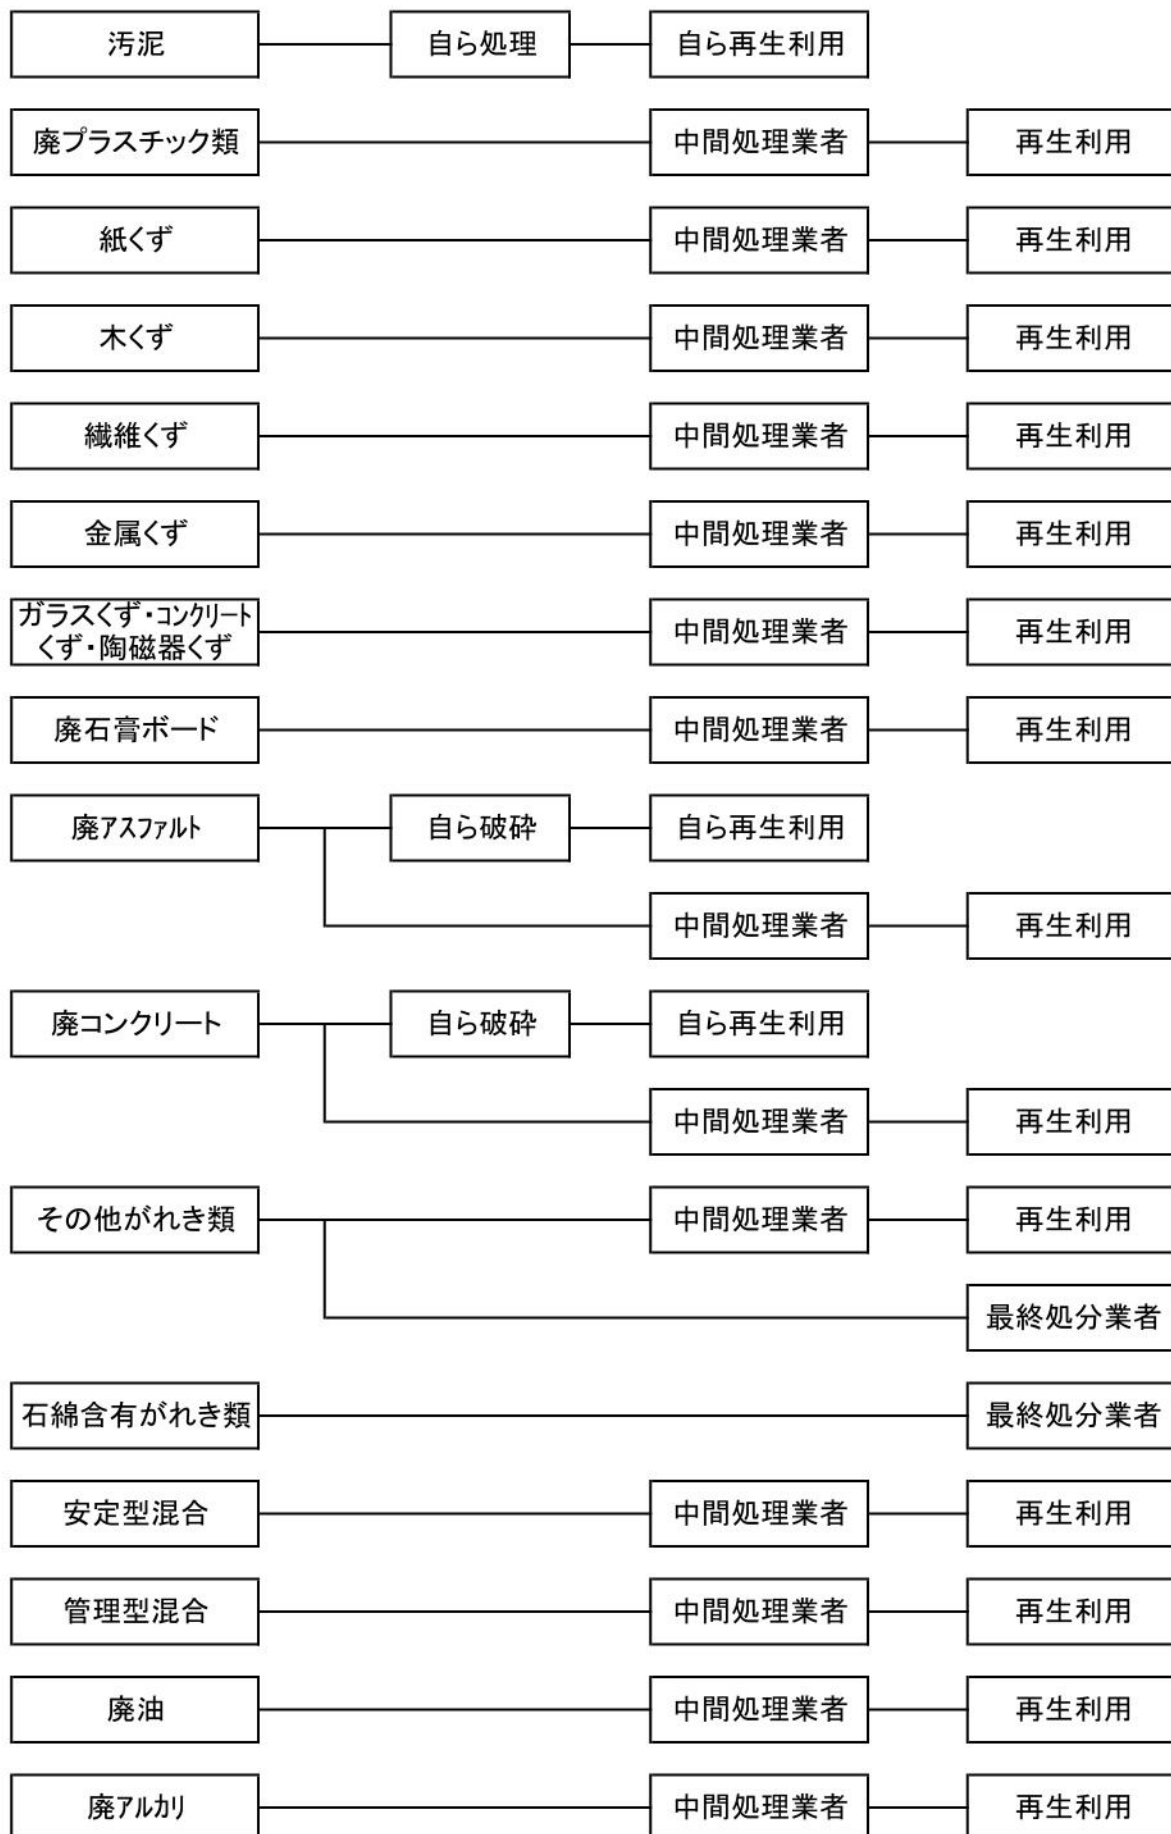 汚泥 自ら処理 自ら再生利用
廃プラスチック類 中間処理業者 再生利用
紙くず 中間処理業者 再生利用
木くず 中間処理業者 再生利用
繊維くず 中間処理業者 再生利用
金属くず 中間処理業者 再生利用
ガラスくず・コンクリート
くず・陶磁器くず 中間処理業者 再生利用
廃石膏ボード 中間処理業者 再生利用
廃アスファルト 自ら破砕 自ら再生利用
中間処理業者 再生利用
廃コンクリート 自ら破砕 自ら再生利用
中間処理業者 再生利用
その他がれき類 中間処理業者 再生利用
最終処分業者
石綿含有がれき類 最終処分業者
安定型混合 中間処理業者 再生利用
管理型混合 中間処理業者 再生利用
廃油 中間処理業者 再生利用
廃アルカリ 中間処理業者 再生利用